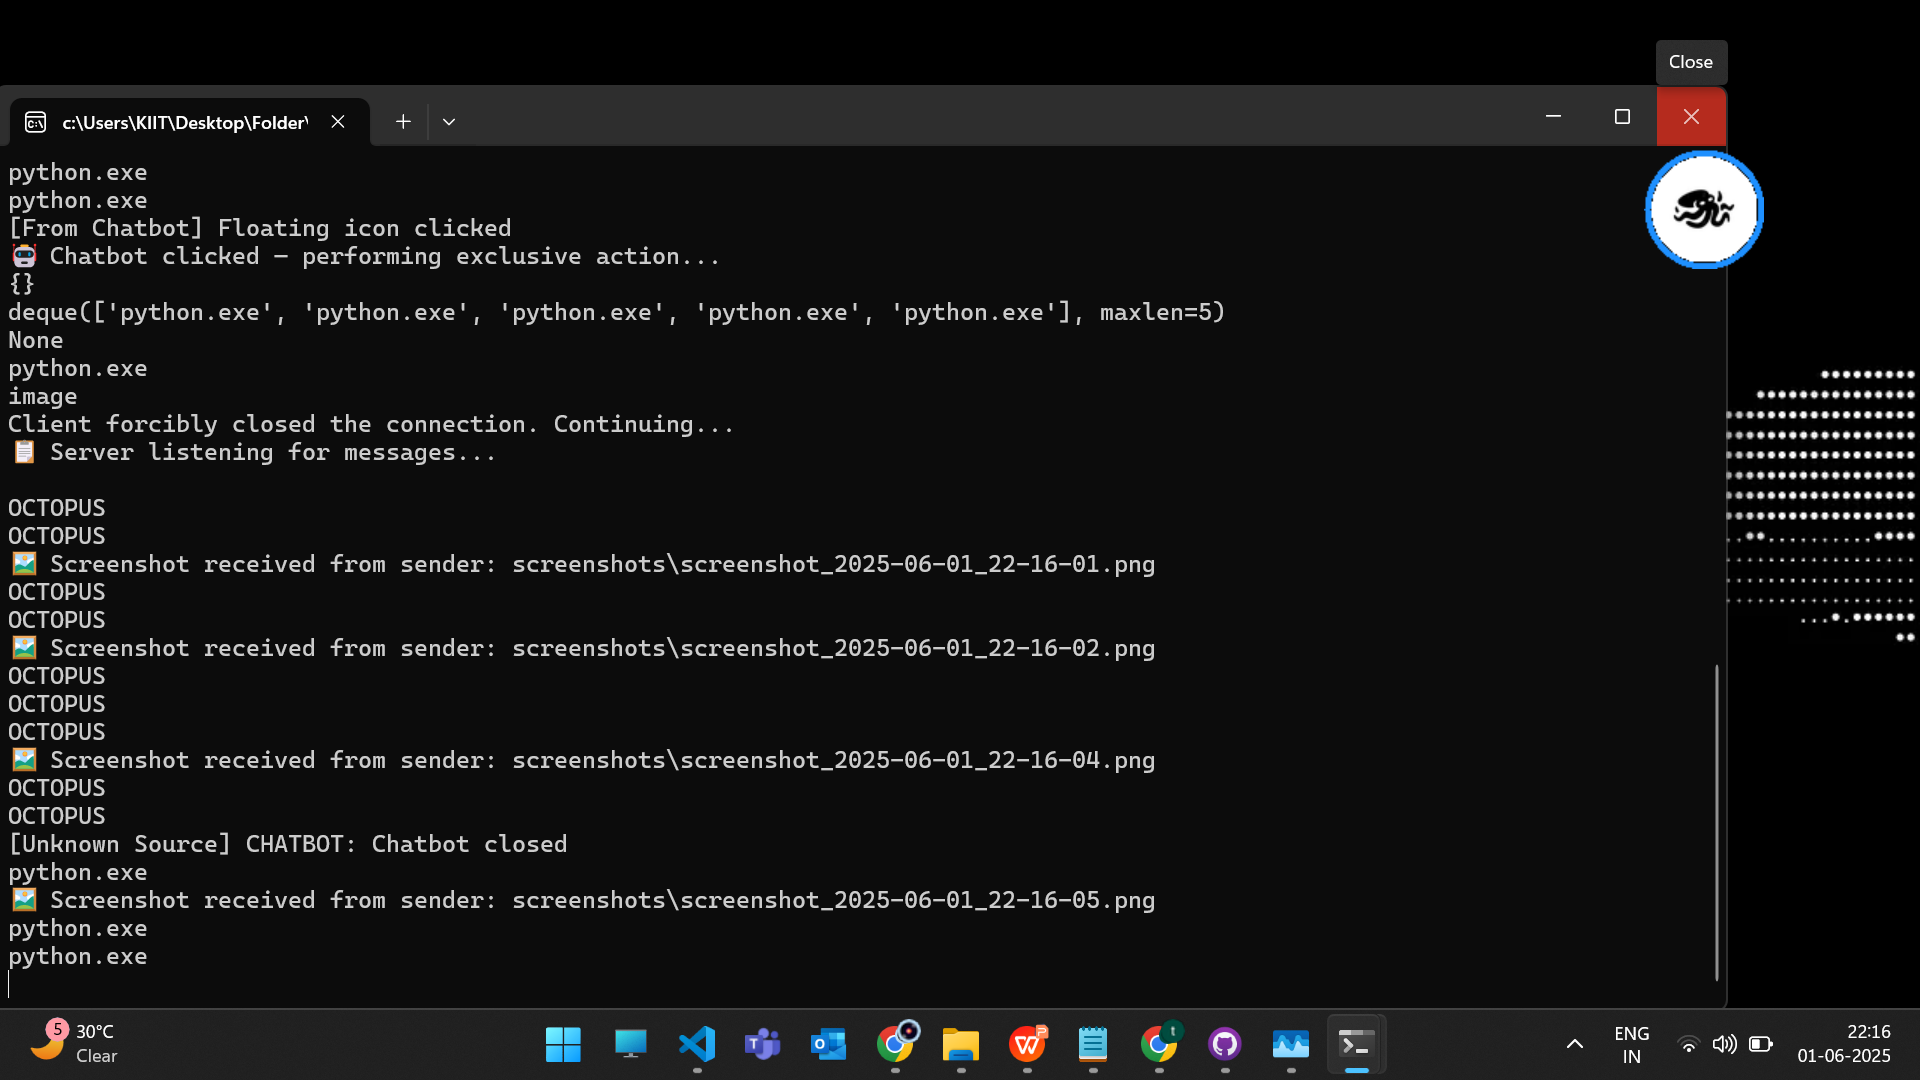 Close
c:\Users\KIIT\Desktop\Folder\
python.exe
python.exe
[From Chatbot] Floating icon clicked
🤖 Chatbot clicked — performing exclusive action...
{}
deque(['python.exe', 'python.exe', 'python.exe', 'python.exe', 'python.exe'], maxlen=5)
None
python.exe
image
Client forcibly closed the connection. Continuing...
📋 Server listening for messages...
OCTOPUS
OCTOPUS
🖼️ Screenshot received from sender: screenshots\screenshot_2025-06-01_22-16-01.png
OCTOPUS
OCTOPUS
🖼️ Screenshot received from sender: screenshots\screenshot_2025-06-01_22-16-02.png
OCTOPUS
OCTOPUS
OCTOPUS
🖼️ Screenshot received from sender: screenshots\screenshot_2025-06-01_22-16-04.png
OCTOPUS
OCTOPUS
[Unknown Source] CHATBOT: Chatbot closed
python.exe
🖼️ Screenshot received from sender: screenshots\screenshot_2025-06-01_22-16-05.png
python.exe
python.exe
5
30°C
Clear
ENG
IN
22:16
01-06-2025